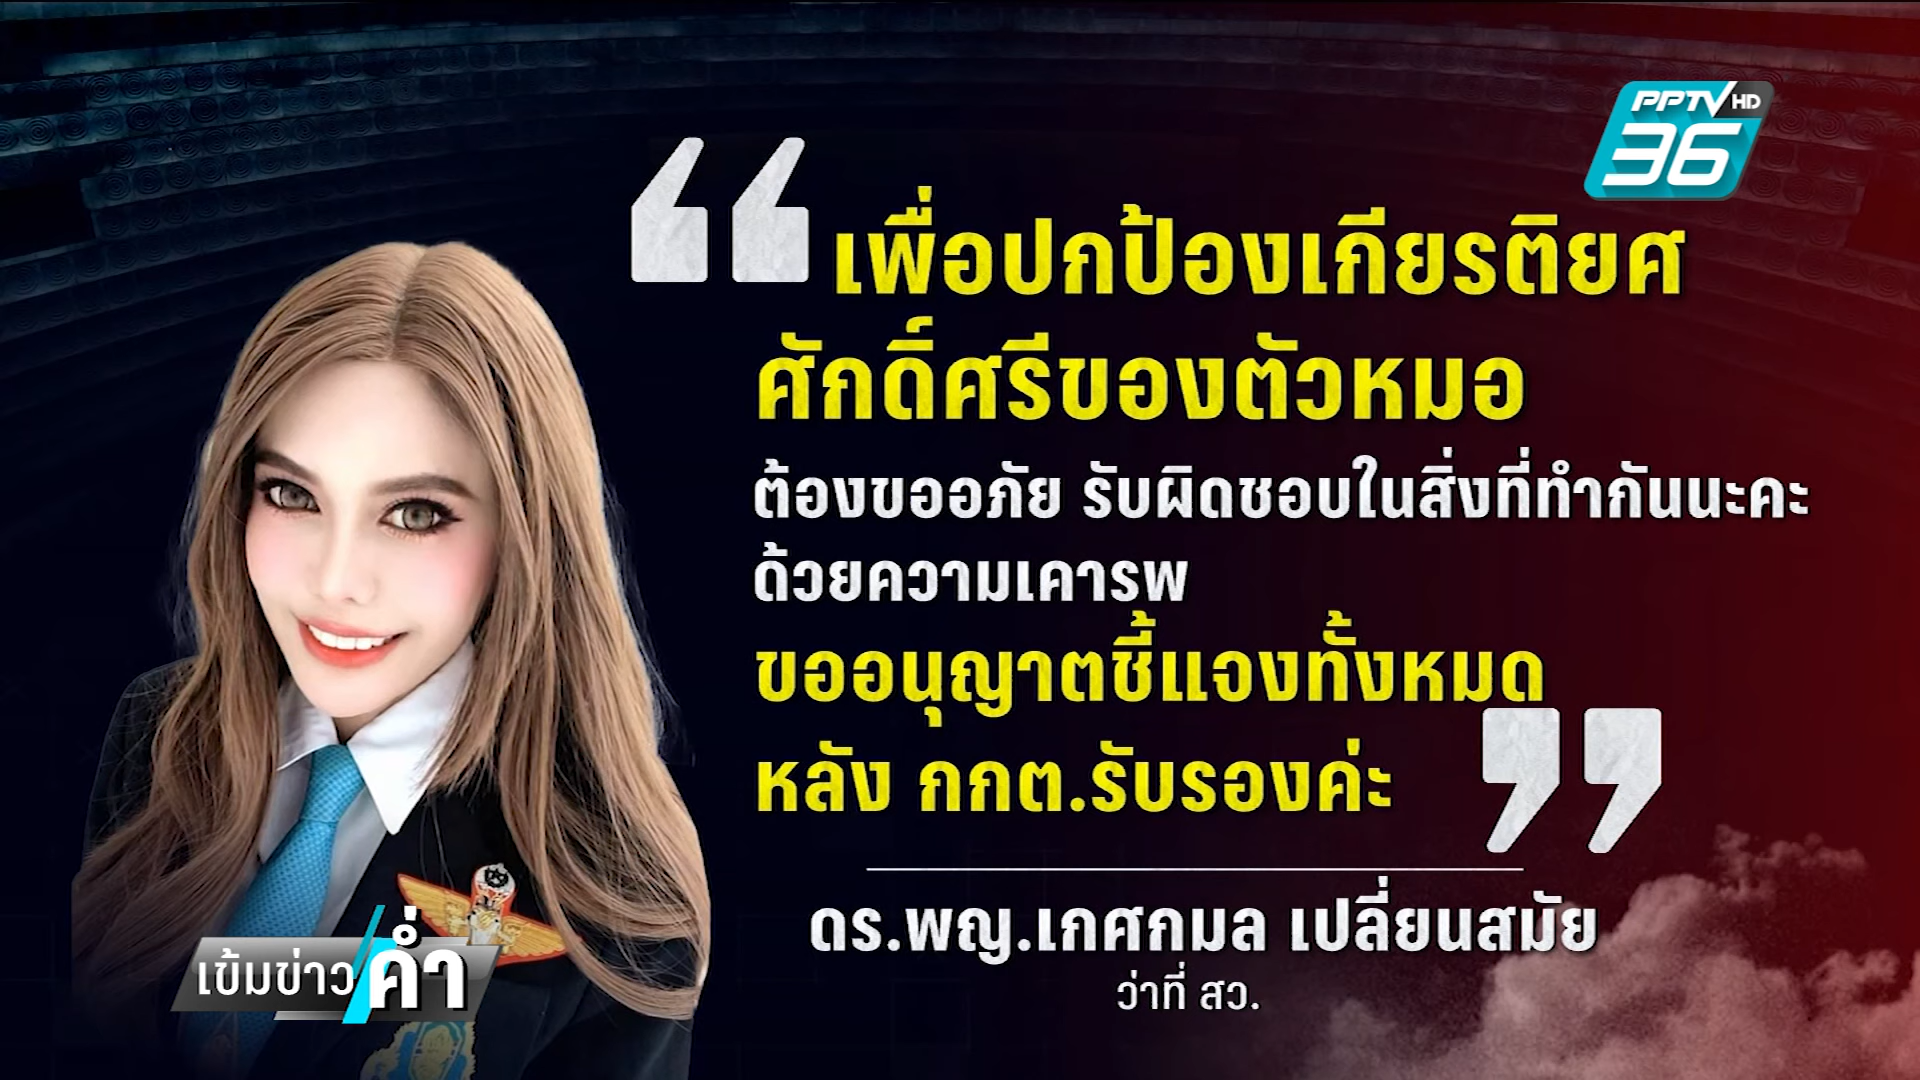 PPTV HD
36
“ เพื่อปกป้องเกียรติยศ
ศักดิ์ศรีของตัวหมอ
ต้องขออภัย รับผิดชอบในสิ่งที่ทำกันนะคะ
ด้วยความเคารพ
ขออนุญาตชี้แจงทั้งหมด
หลัง กกต.รับรองค่ะ ”
ดร.พญ.เกศกมล เปลี่ยนสมัย
ว่าที่ สว.
เข้มข่าวค่ำ